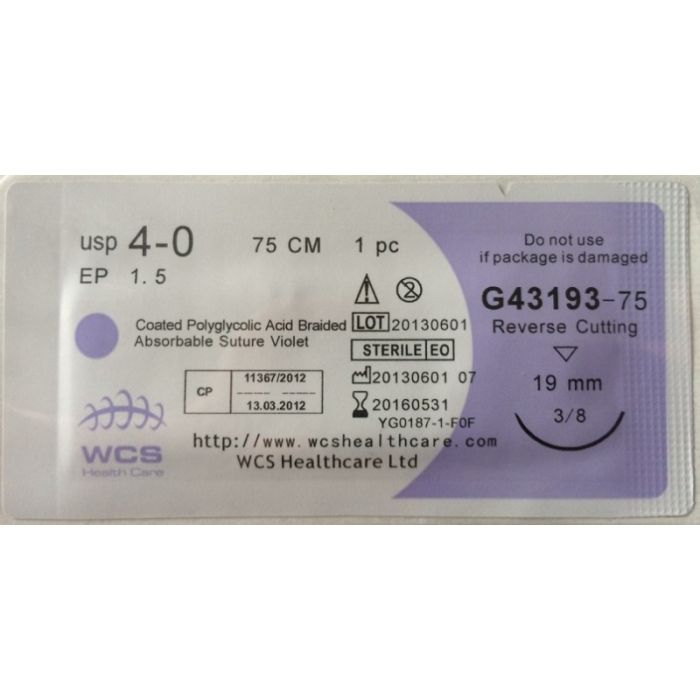 usp 4-0 75 CM 1 pc
EP 1.5
Do not use
if package is damaged
G43193-75
Reverse Cutting
19 mm
3/8
Coated Polyglycolic Acid Braided
Absorbable Suture Violet
LOT 20130601
STERILE EO
20130601 07
20160531
YG0187-1-F0F
CP
11367/2012
13.03.2012
WCS
Health Care
http://www.wcshealthcare.com
WCS Healthcare Ltd